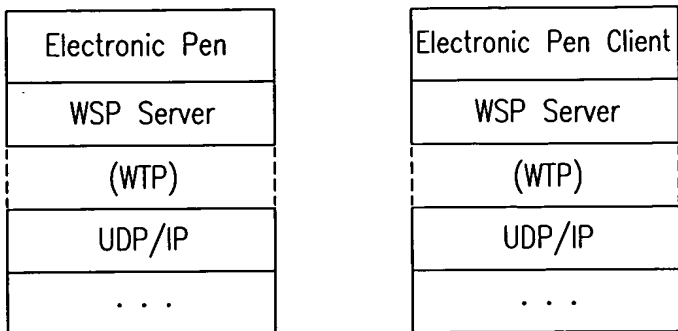 Electronic Pen
WSP Server
(WTP)
UDP/IP
. . .
Electronic Pen Client
WSP Server
(WTP)
UDP/IP
. . .